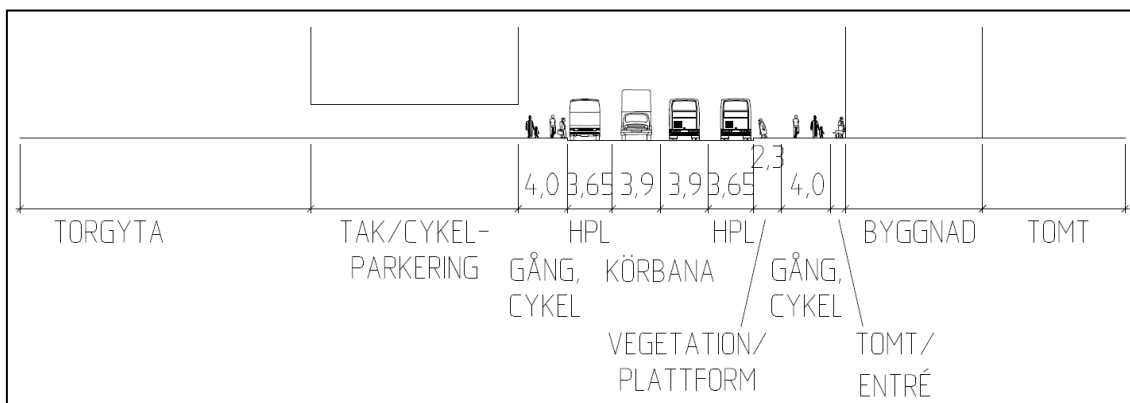 2,3
4,0 3,65 3,9 3,9 3,65 4,0
TORGYTA TAK/CYKEL- HPL HPL BYGGNAD TOMT
PARKERING GÅNG, KÖRBANA GÅNG,
CYKEL CYKEL
VEGETATION/ TOMT/
PLATTFORM ENTRÉ